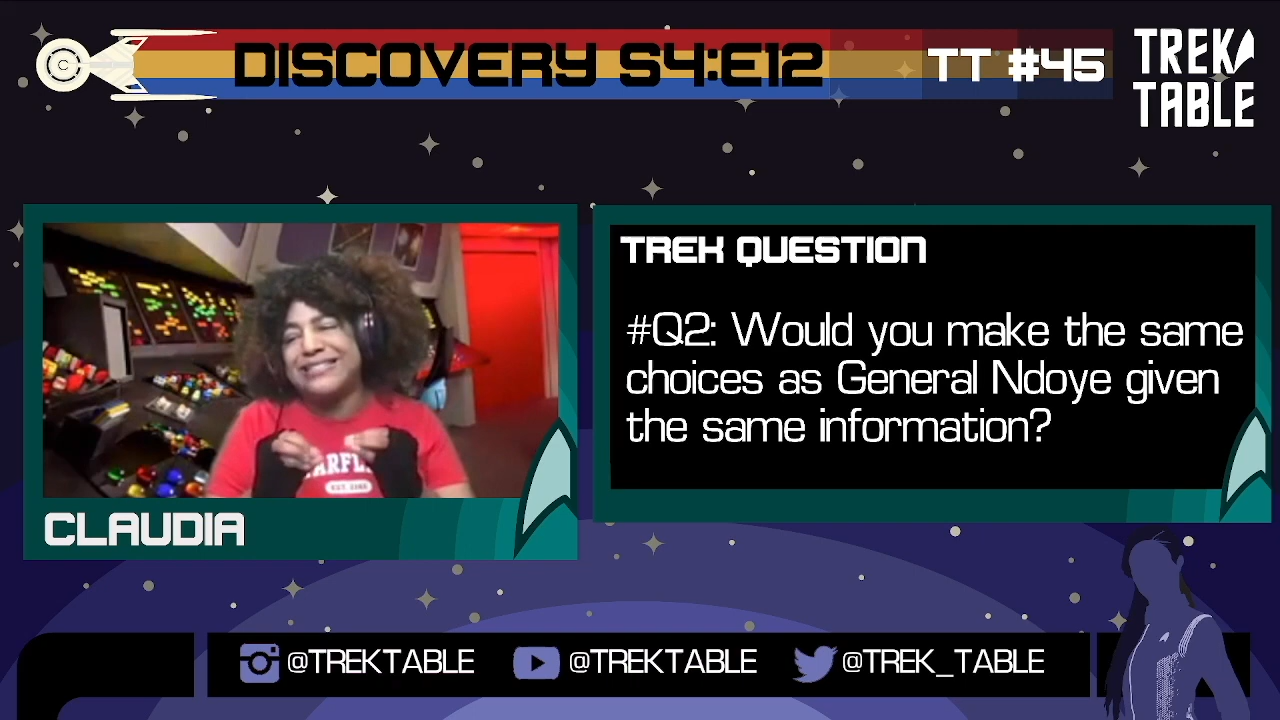 DISCOVERY S4:E12
TT #45
TREK
TABLE
TREK QUESTION
#Q2: Would you make the same
choices as General Ndoye given
the same information?
CLAUDIA
@TREKTABLE
@TREKTABLE
@TREK_TABLE